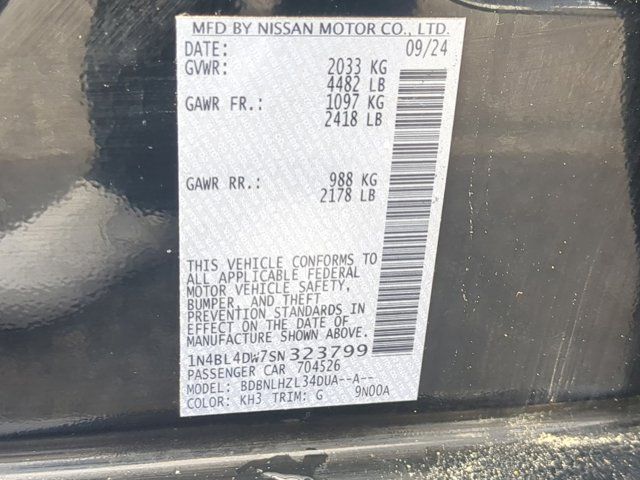 MFD BY NISSAN MOTOR CO., LTD.
DATE: 09/24
GVWR: 2033 KG
4482 LB
GAWR FR.: 1097 KG
2418 LB
GAWR RR.: 988 KG
2178 LB
THIS VEHICLE CONFORMS TO
ALL APPLICABLE FEDERAL
MOTOR VEHICLE SAFETY,
BUMPER, AND THEFT
PREVENTION STANDARDS IN
EFFECT ON THE DATE OF
MANUFACTURE SHOWN ABOVE.
1N4BL4DW7SN323799
PASSENGER CAR 704526
MODEL: BDBNLHZL34DUA--A--
COLOR: KH3 TRIM: G 9N00A